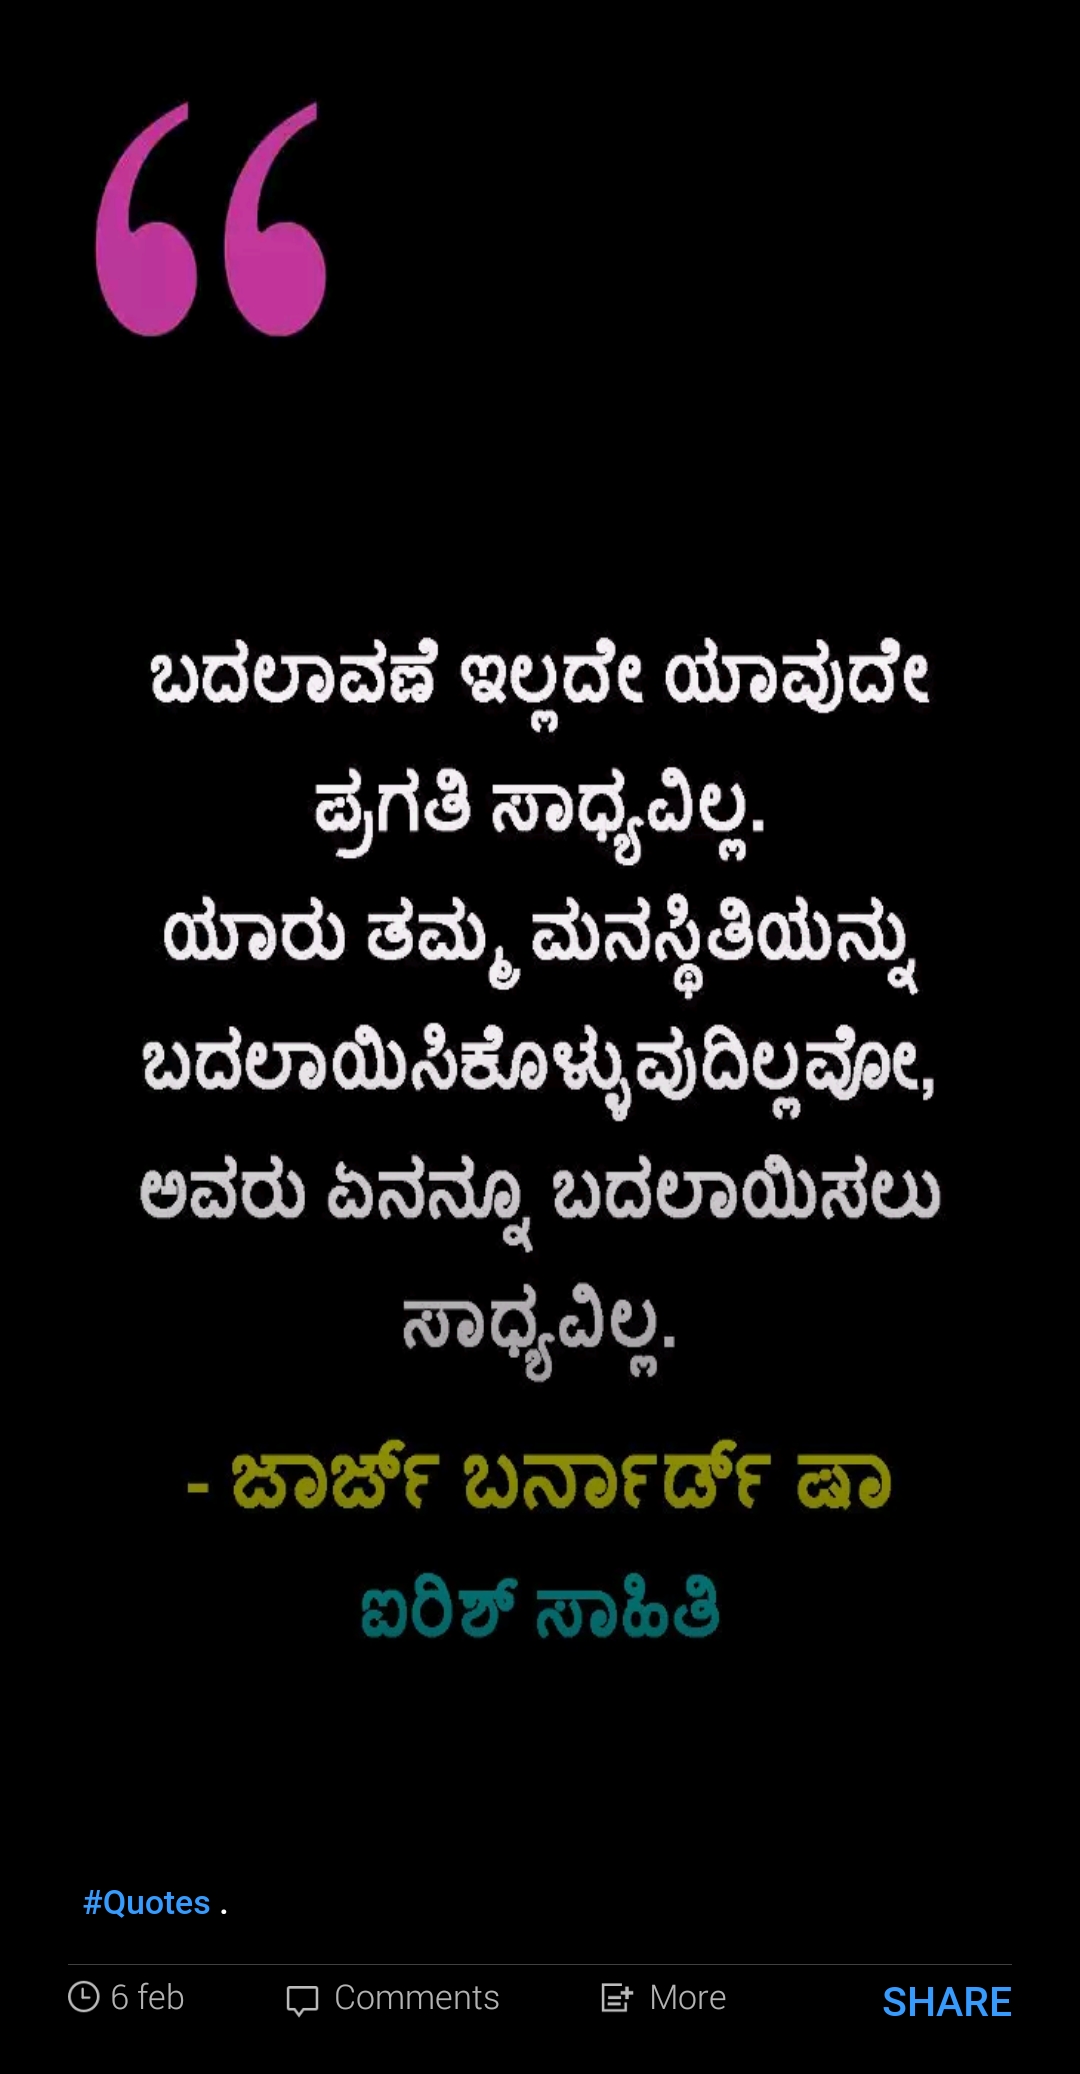 “
ಬದಲಾವಣೆ ಇಲ್ಲದೇ ಯಾವುದೇ
ಪ್ರಗತಿ ಸಾಧ್ಯವಿಲ್ಲ.
ಯಾರು ತಮ್ಮ ಮನಸ್ಥಿತಿಯನ್ನು
ಬದಲಾಯಿಸಿಕೊಳ್ಳುವುದಿಲ್ಲವೋ,
ಅವರು ಏನನ್ನೂ ಬದಲಾಯಿಸಲು
ಸಾಧ್ಯವಿಲ್ಲ.
- ಜಾರ್ಜ್ ಬರ್ನಾರ್ಡ್ ಷಾ
ಐರಿಶ್ ಸಾಹಿತಿ
#Quotes .
6 feb Comments More SHARE